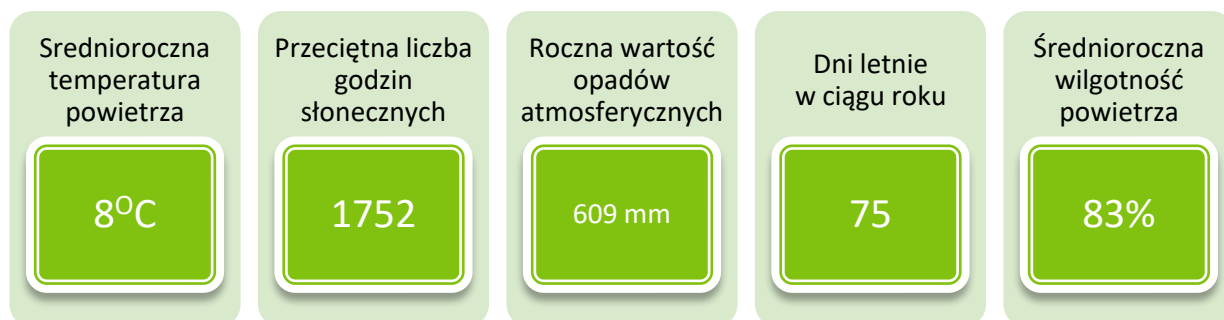 Srednioroczna
temperatura
powietrza
8⁰C
Przeciętna liczba
godzin
słonecznych
1752
Roczna wartość
opadów
atmosferycznych
609 mm
Dni letnie
w ciągu roku
75
Średnioroczna
wilgotność
powietrza
83%